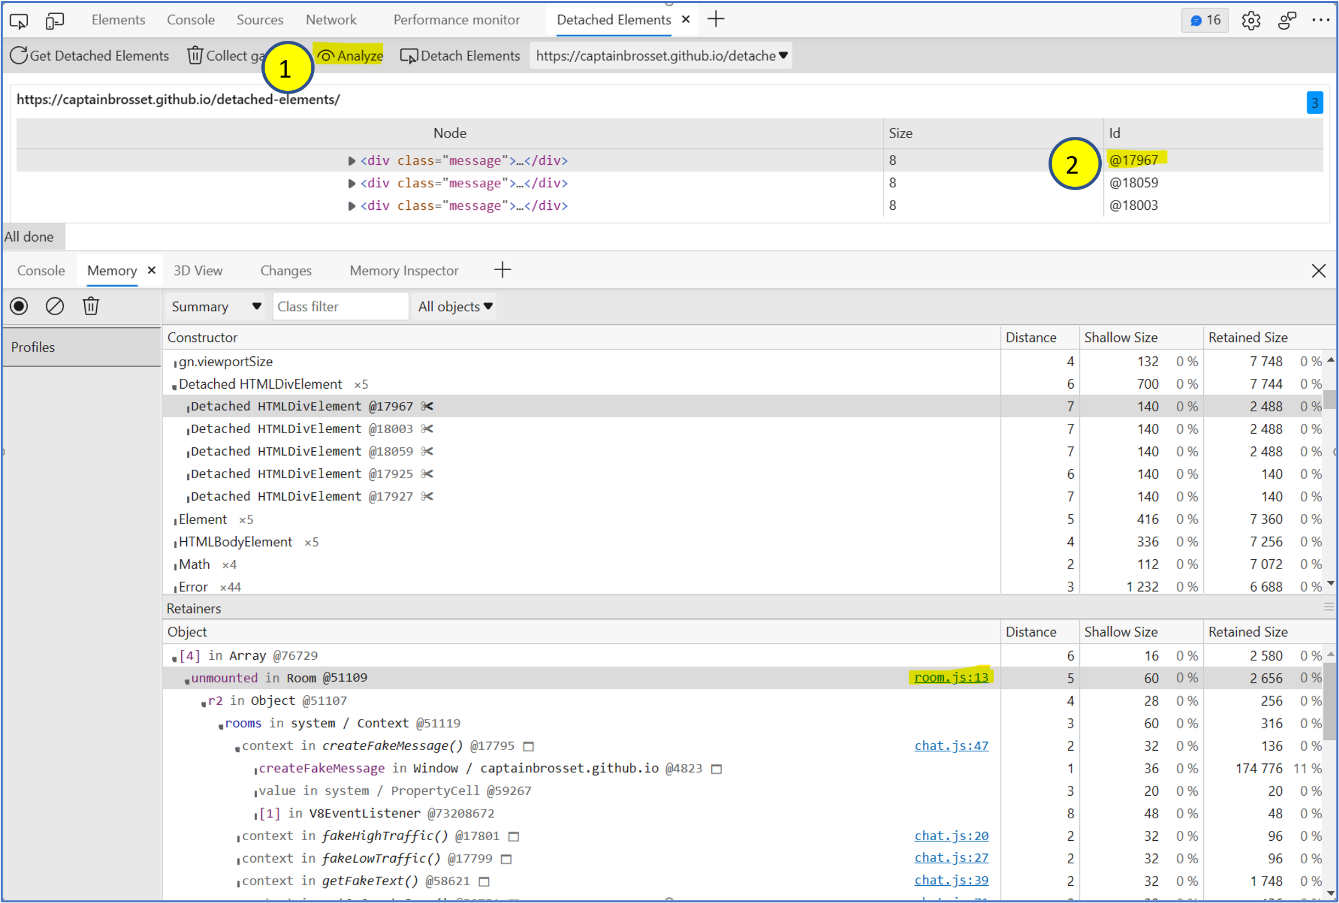 Elements Console Sources Network Performance monitor Detached Elements × + 16 ···
Get Detached Elements Collect ga 1 Analyze Detach Elements https://captainbrosset.github.io/detache
https://captainbrosset.github.io/detached-elements/ 3
Node Size Id
<div class="message">…</div> 8 2 @17967
<div class="message">…</div> 8 @18059
<div class="message">…</div> 8 @18003
All done
Console Memory × 3D View Changes Memory Inspector +
Summary Class filter All objects
Profiles
Constructor Distance Shallow Size Retained Size
gn.viewportSize 4 132 0 % 7 748 0 %
Detached HTMLDivElement ×5 6 700 0 % 7 744 0 %
Detached HTMLDivElement @17967 7 140 0 % 2 488 0 %
Detached HTMLDivElement @18003 7 140 0 % 2 488 0 %
Detached HTMLDivElement @18059 7 140 0 % 2 488 0 %
Detached HTMLDivElement @17925 6 140 0 % 140 0 %
Detached HTMLDivElement @17927 7 140 0 % 140 0 %
Element ×5 5 416 0 % 7 360 0 %
HTMLBodyElement ×5 4 336 0 % 7 256 0 %
Math ×4 2 112 0 % 7 072 0 %
Error ×44 3 1 232 0 % 6 688 0 %
Retainers
Object Distance Shallow Size Retained Size
[4] in Array @76729 6 16 0 % 2 580 0 %
unmounted in Room @51109 room.js:13 5 60 0 % 2 656 0 %
r2 in Object @51107 4 28 0 % 256 0 %
rooms in system / Context @51119 3 60 0 % 316 0 %
context in createFakeMessage() @17795 chat.js:47 2 32 0 % 136 0 %
createFakeMessage in Window / captainbrosset.github.io @4823 1 36 0 % 174 776 11 %
value in system / PropertyCell @59267 3 20 0 % 20 0 %
[1] in V8EventListener @73208672 8 48 0 % 48 0 %
context in fakeHighTraffic() @17801 chat.js:20 2 32 0 % 96 0 %
context in fakeLowTraffic() @17799 chat.js:27 2 32 0 % 96 0 %
context in getFakeText() @58621 chat.js:39 2 32 0 % 1 748 0 %